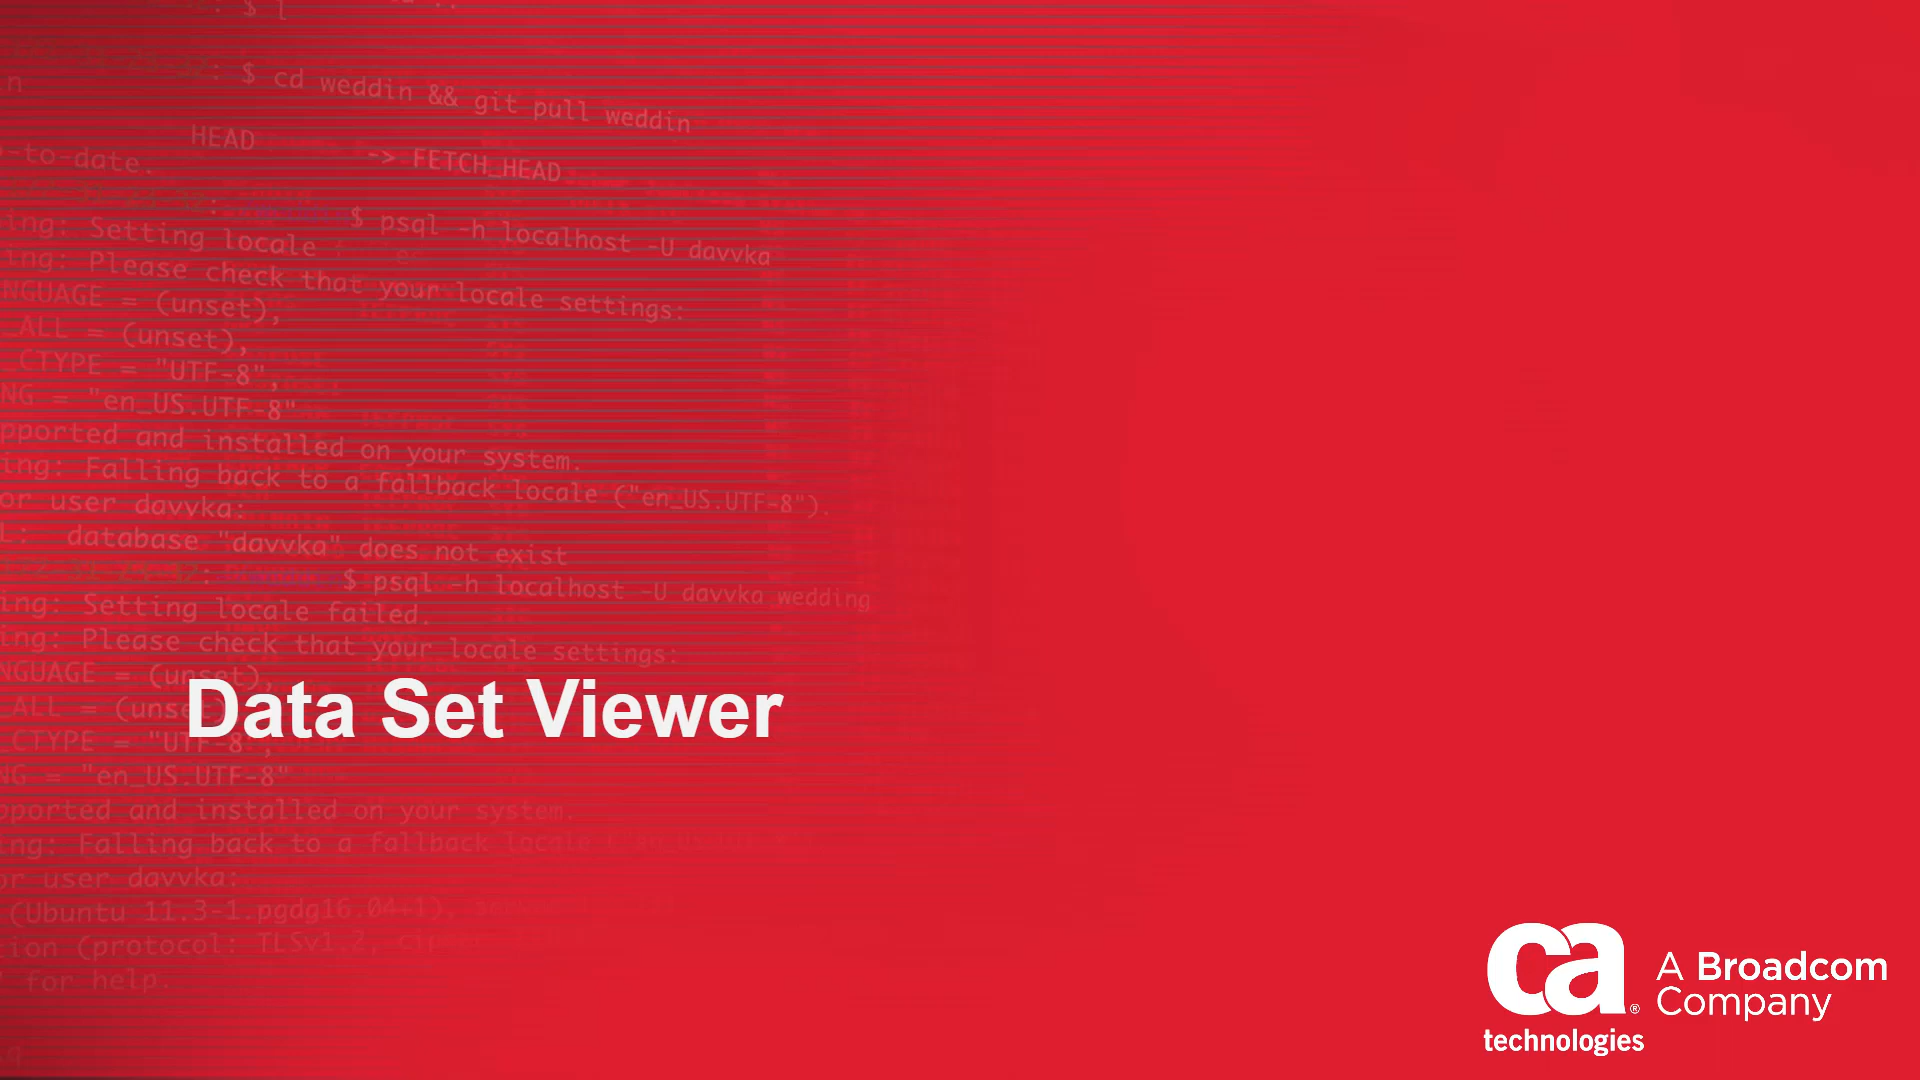 $ l
n
: $ cd weddin && git pull weddin
HEAD -> FETCH_HEAD
-to-date.
$ psql -h localhost -U davvka
ing: Setting locale
ing: Please check that your locale settings:
NGUAGE = (unset),
_ALL = (unset),
_CTYPE = "UTF-8",
NG = "en_US.UTF-8"
pported and installed on your system.
ing: Falling back to a fallback locale ("en_US.UTF-8").
or user davvka:
L: database "davvka" does not exist
$ psql -h localhost -U davvka wedding
ing: Setting locale failed.
ing: Please check that your locale settings:
NGUAGE = (unset),
Data Set Viewer
_ALL = (unse
_CTYPE = "UTF-8",
NG = "en_US.UTF-8"
pported and installed on your system.
ing: Falling back to a fallback locale
or user davvka:
(Ubuntu 11.3-1.pgdg16.04+1),
tion (protocol: TLSv1.2,
for help.
ca
technologies
A Broadcom
Company